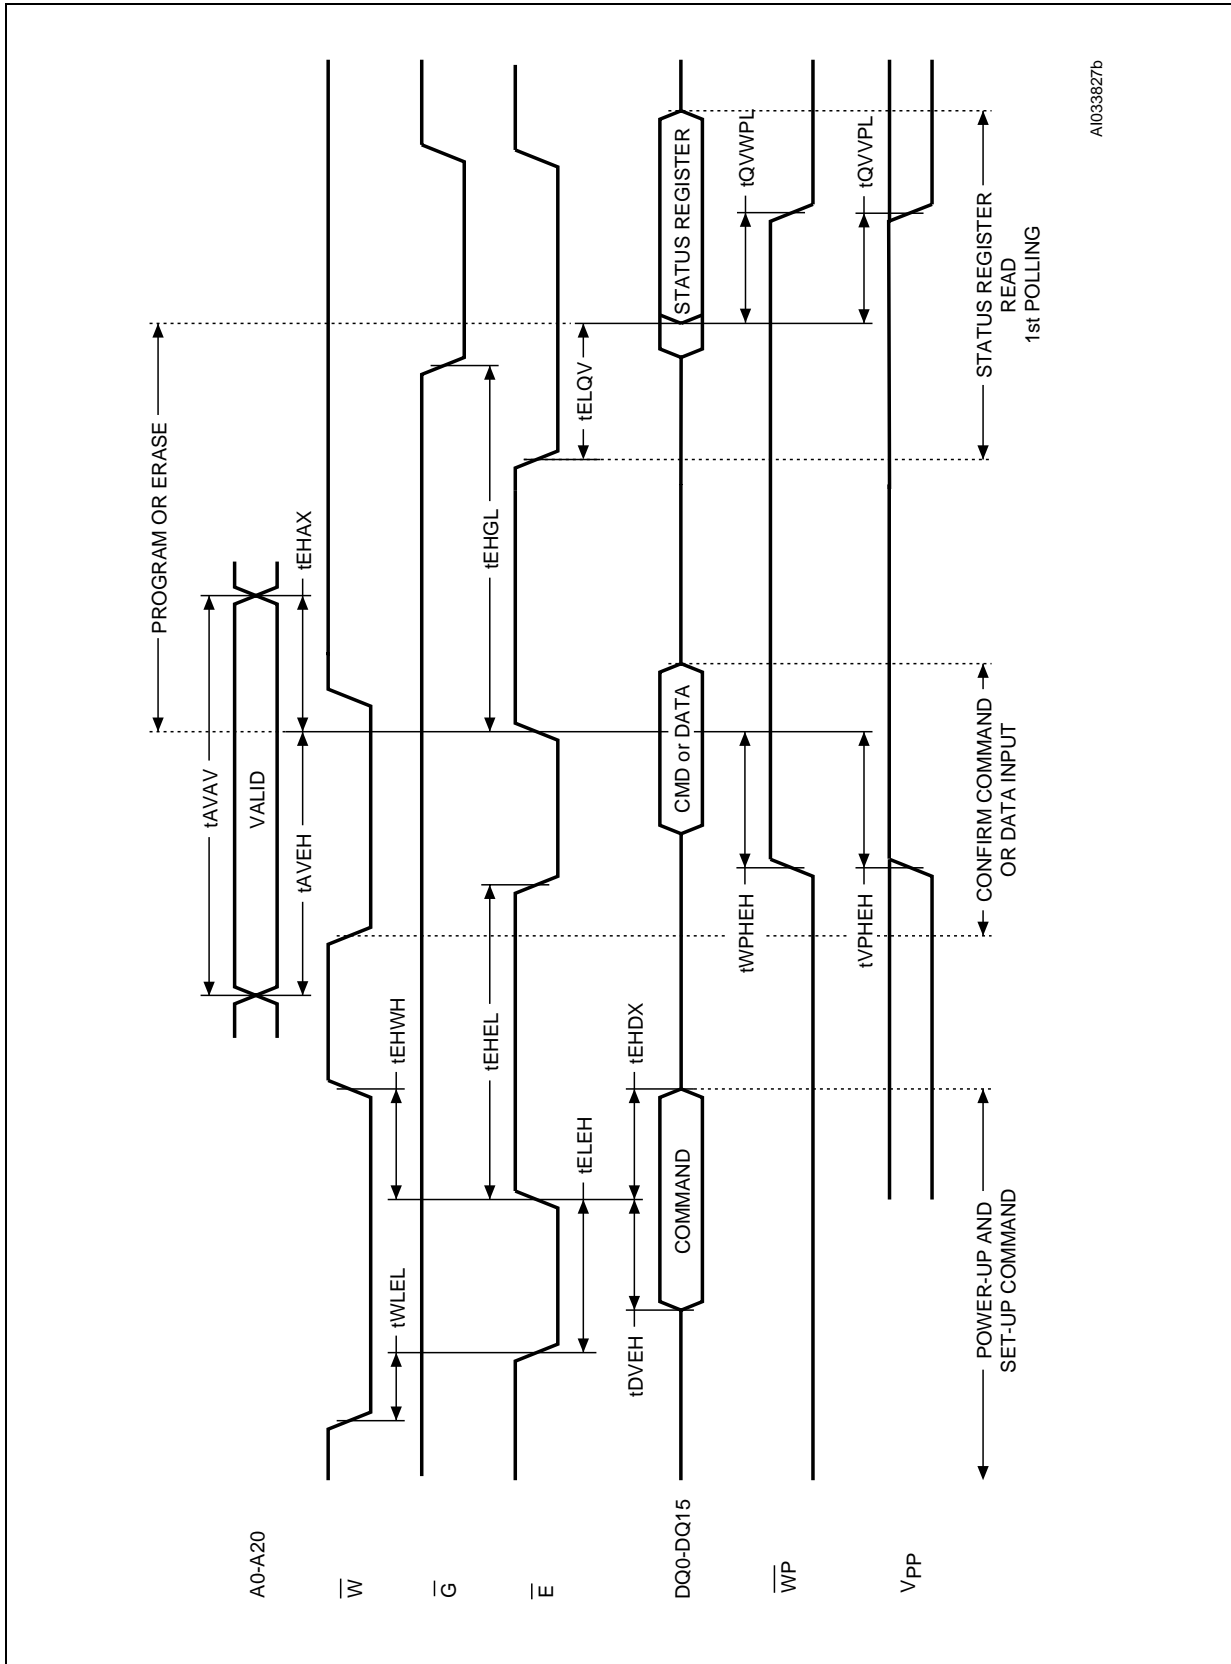 PROGRAM OR ERASE
tAVAV
A0-A20
VALID
tAVEH
tEHAX
W
tWLEL
tEHWH
G
tEHEL
tEHGL
E
tELEH
tELQV
tDVEH
tEHDX
DQ0-DQ15
COMMAND
CMD or DATA
STATUS REGISTER
tWPHEH
tQVWPL
WP
tVPHEH
tQVVPL
VPP
POWER-UP AND
SET-UP COMMAND
CONFIRM COMMAND
OR DATA INPUT
STATUS REGISTER
READ
1st POLLING
AI033827b